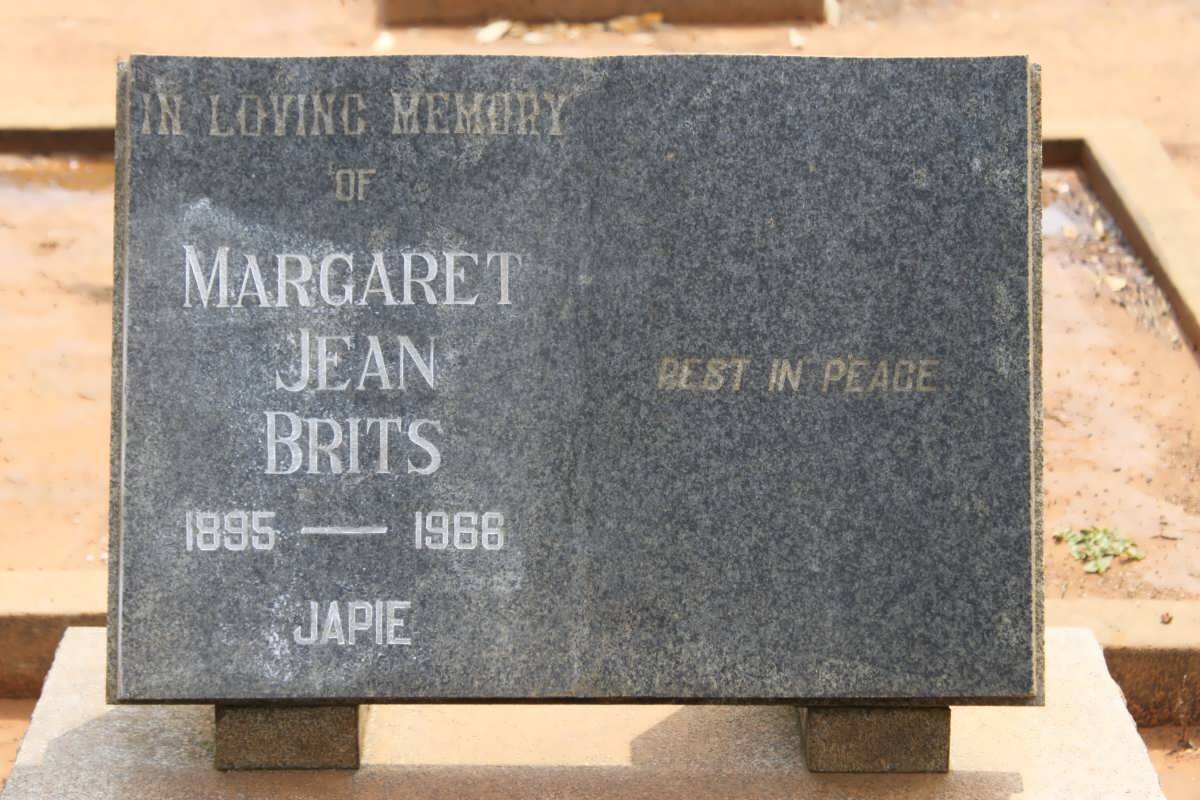 IN LOVING MEMORY
OF
MARGARET
JEAN
BRITS
1895 — 1966
JAPIE
REST IN PEACE